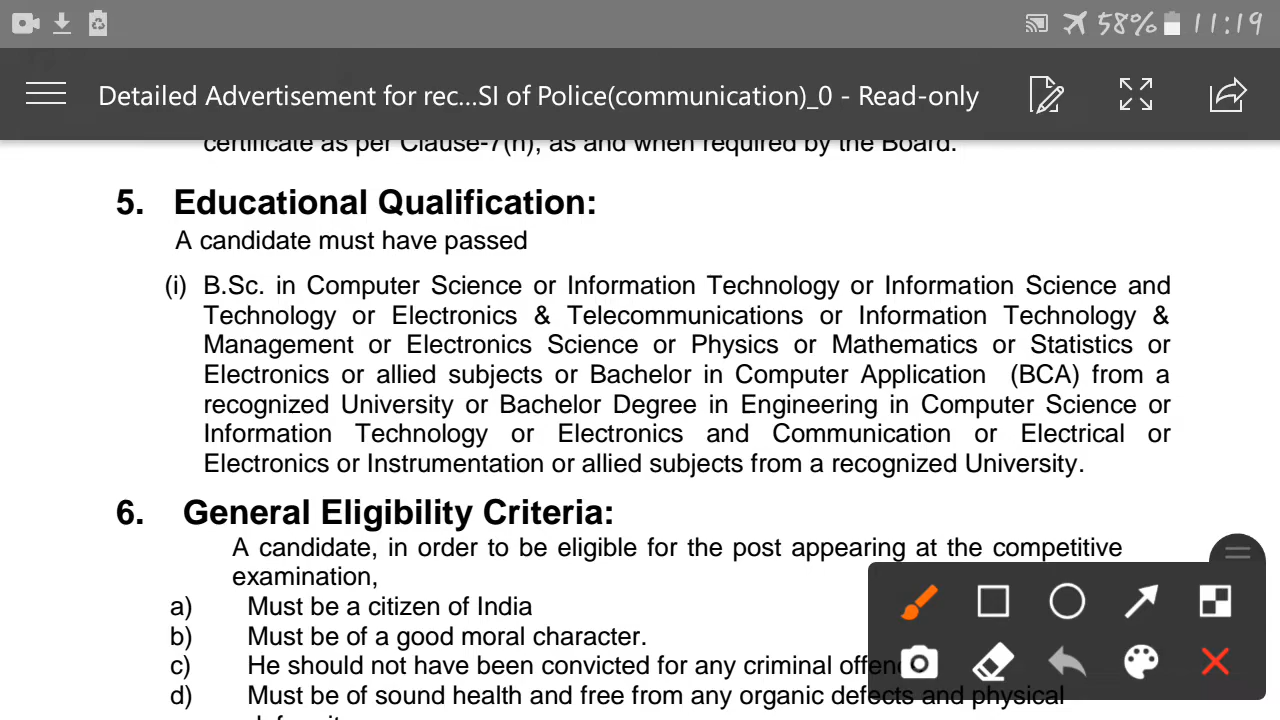 58% 11:19
Detailed Advertisement for rec...SI of Police(communication)_0 - Read-only
certificate as per Clause-7(h), as and when required by the Board.
5. Educational Qualification:
A candidate must have passed
(i) B.Sc. in Computer Science or Information Technology or Information Science and
Technology or Electronics & Telecommunications or Information Technology &
Management or Electronics Science or Physics or Mathematics or Statistics or
Electronics or allied subjects or Bachelor in Computer Application (BCA) from a
recognized University or Bachelor Degree in Engineering in Computer Science or
Information Technology or Electronics and Communication or Electrical or
Electronics or Instrumentation or allied subjects from a recognized University.
6. General Eligibility Criteria:
A candidate, in order to be eligible for the post appearing at the competitive
examination,
a) Must be a citizen of India
b) Must be of a good moral character.
c) He should not have been convicted for any criminal
d) Must be of sound health and free from any organic defects and physical